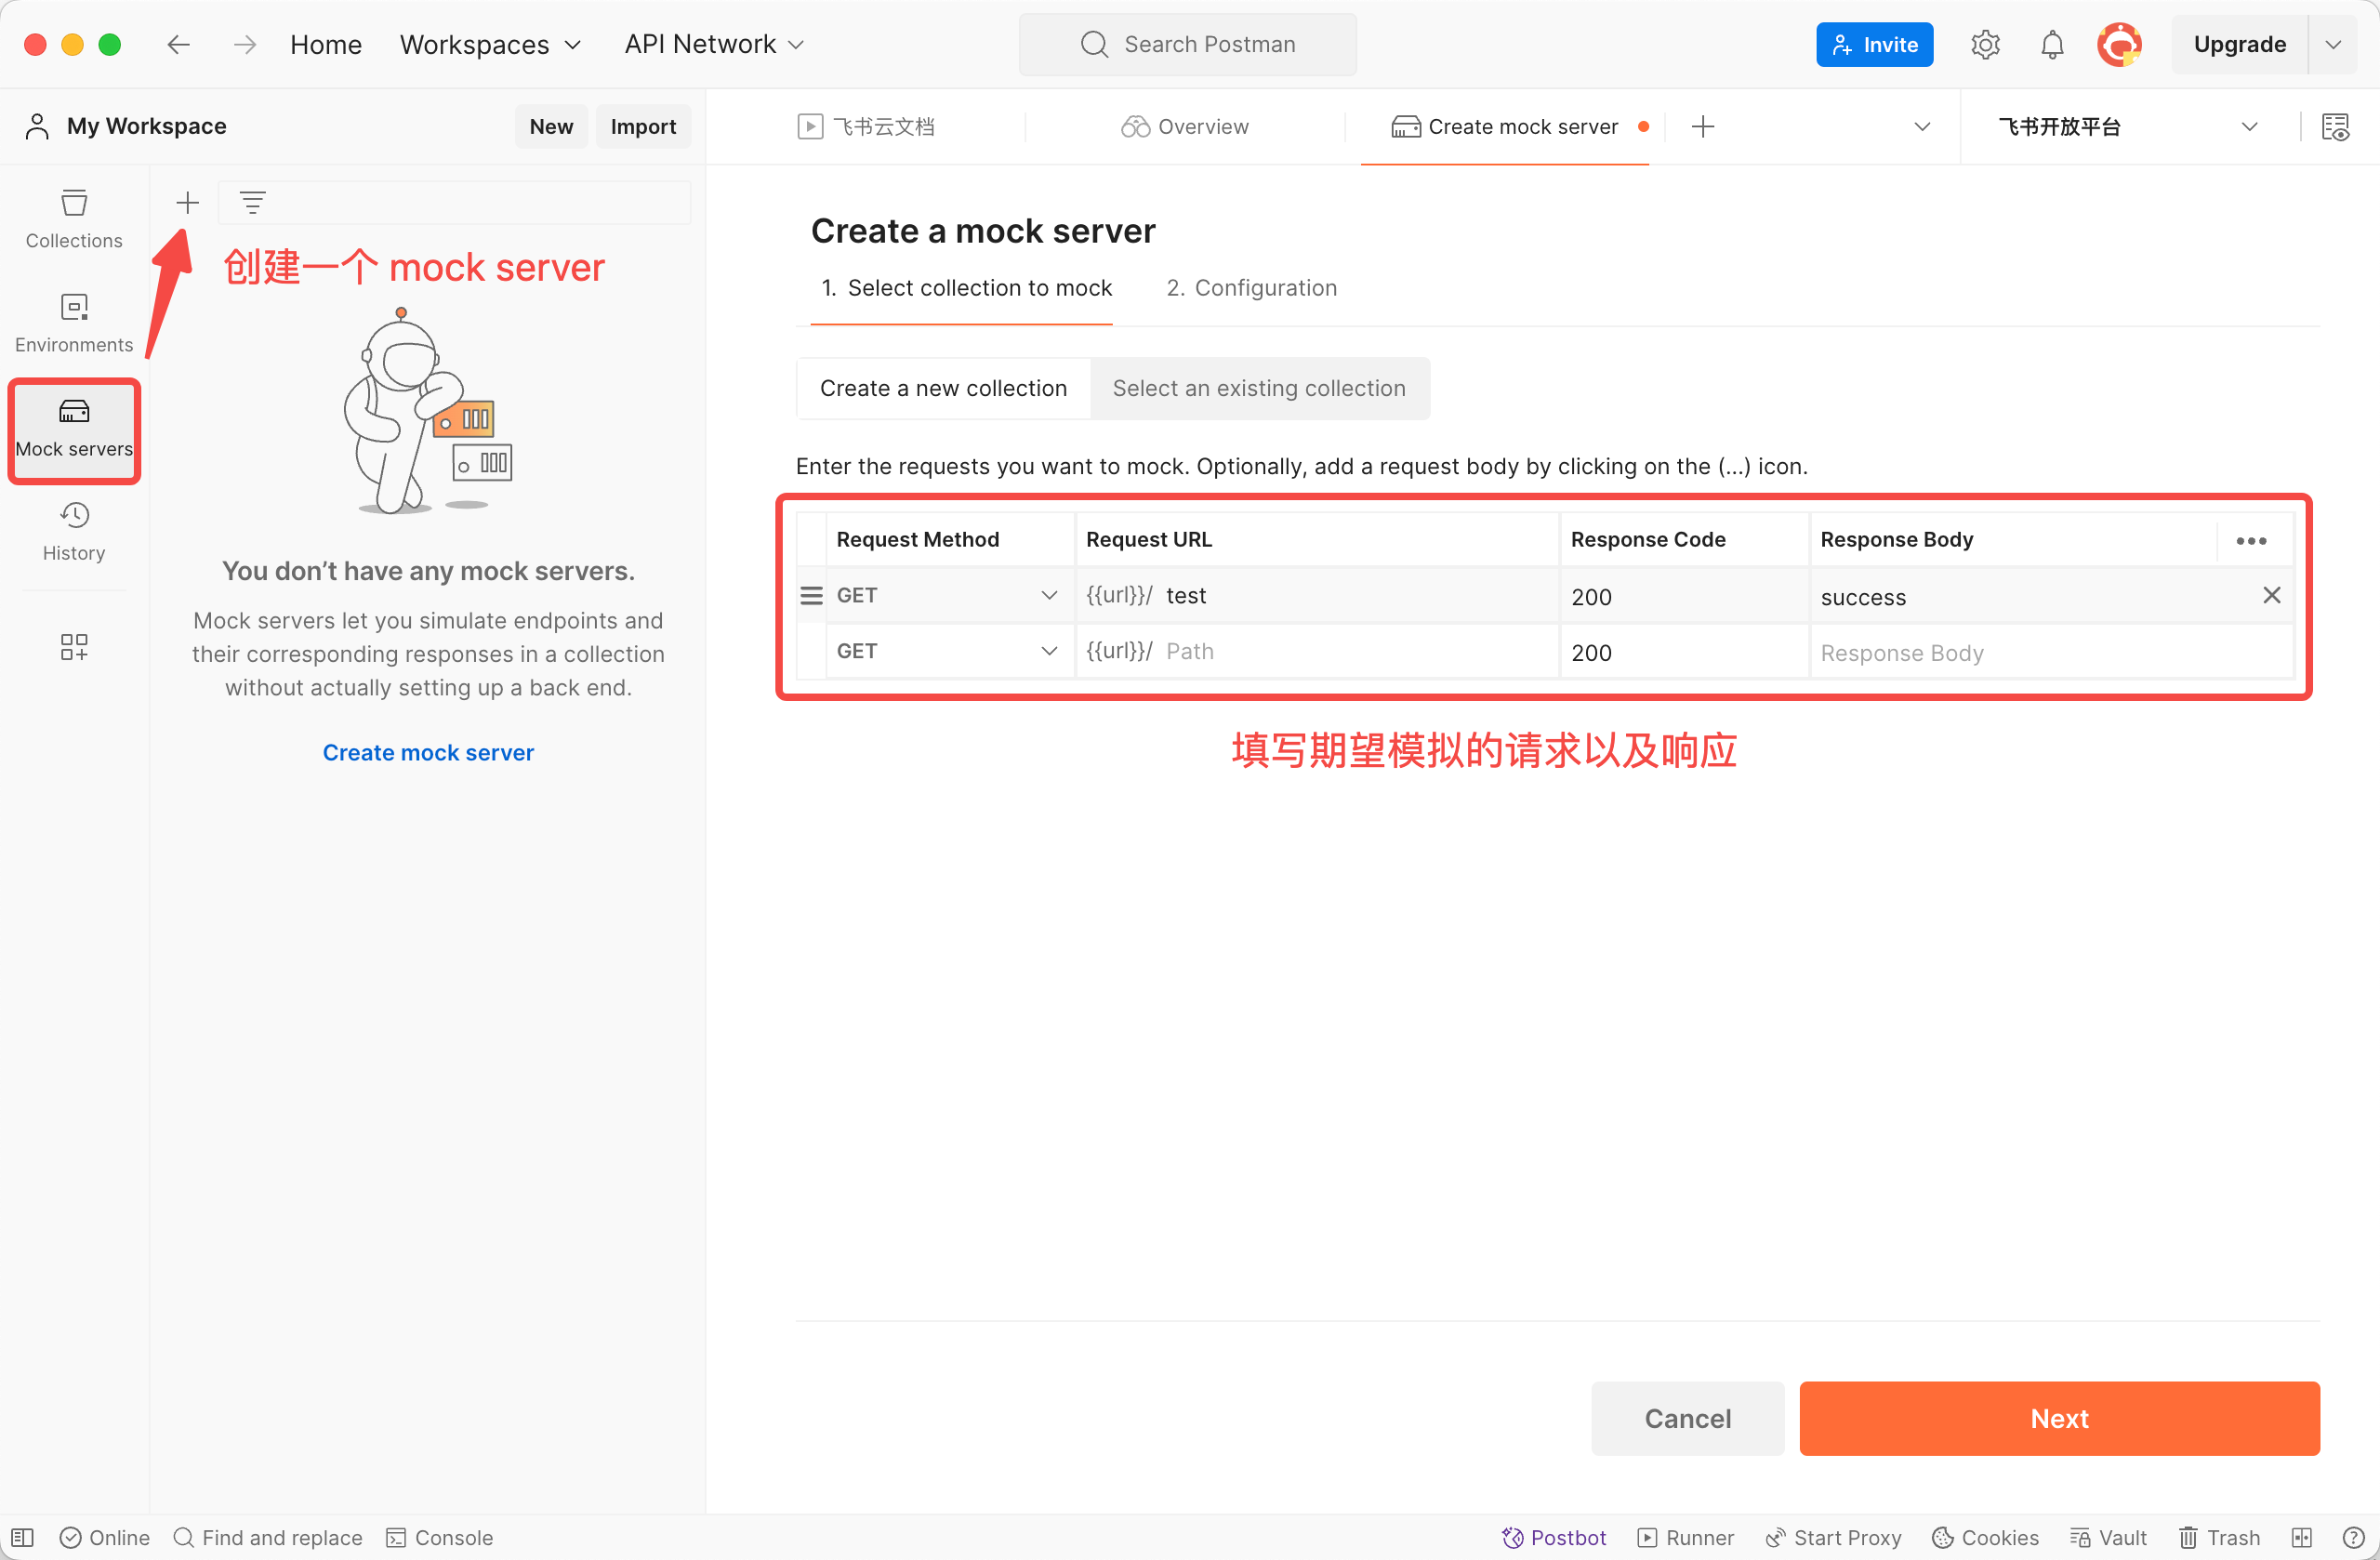 Home Workspaces API Network Search Postman Invite Upgrade
My Workspace New Import
飞书云文档 Overview Create mock server 飞书开放平台
Collections
Environments
Mock servers
History
创建一个 mock server
You don’t have any mock servers.
Mock servers let you simulate endpoints and
their corresponding responses in a collection
without actually setting up a back end.
Create mock server
Create a mock server
1. Select collection to mock 2. Configuration
Create a new collection Select an existing collection
Enter the requests you want to mock. Optionally, add a request body by clicking on the (...) icon.
Request Method Request URL Response Code Response Body
GET {{url}}/ test 200 success
GET {{url}}/ Path 200 Response Body
填写期望模拟的请求以及响应
Cancel Next
Online Find and replace Console Postbot Runner Start Proxy Cookies Vault Trash